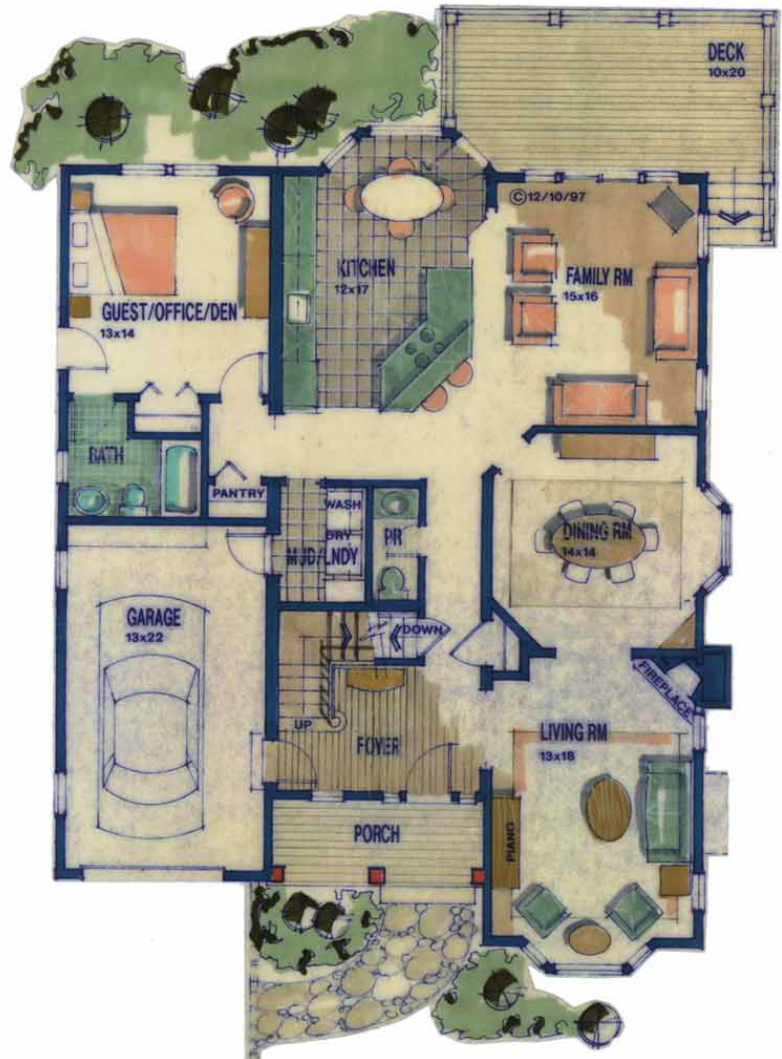 DECK
10x20
©12/10/97
KITCHEN
12x17
FAMILY RM
15x16
GUEST/OFFICE/DEN
13x14
BATH
PANTRY
WASH
DRY
MUD/LNDY
PR
DINING RM
14x14
GARAGE
13x22
DOWN
UP
FOYER
FIREPLACE
LIVING RM
13x18
PIANO
PORCH